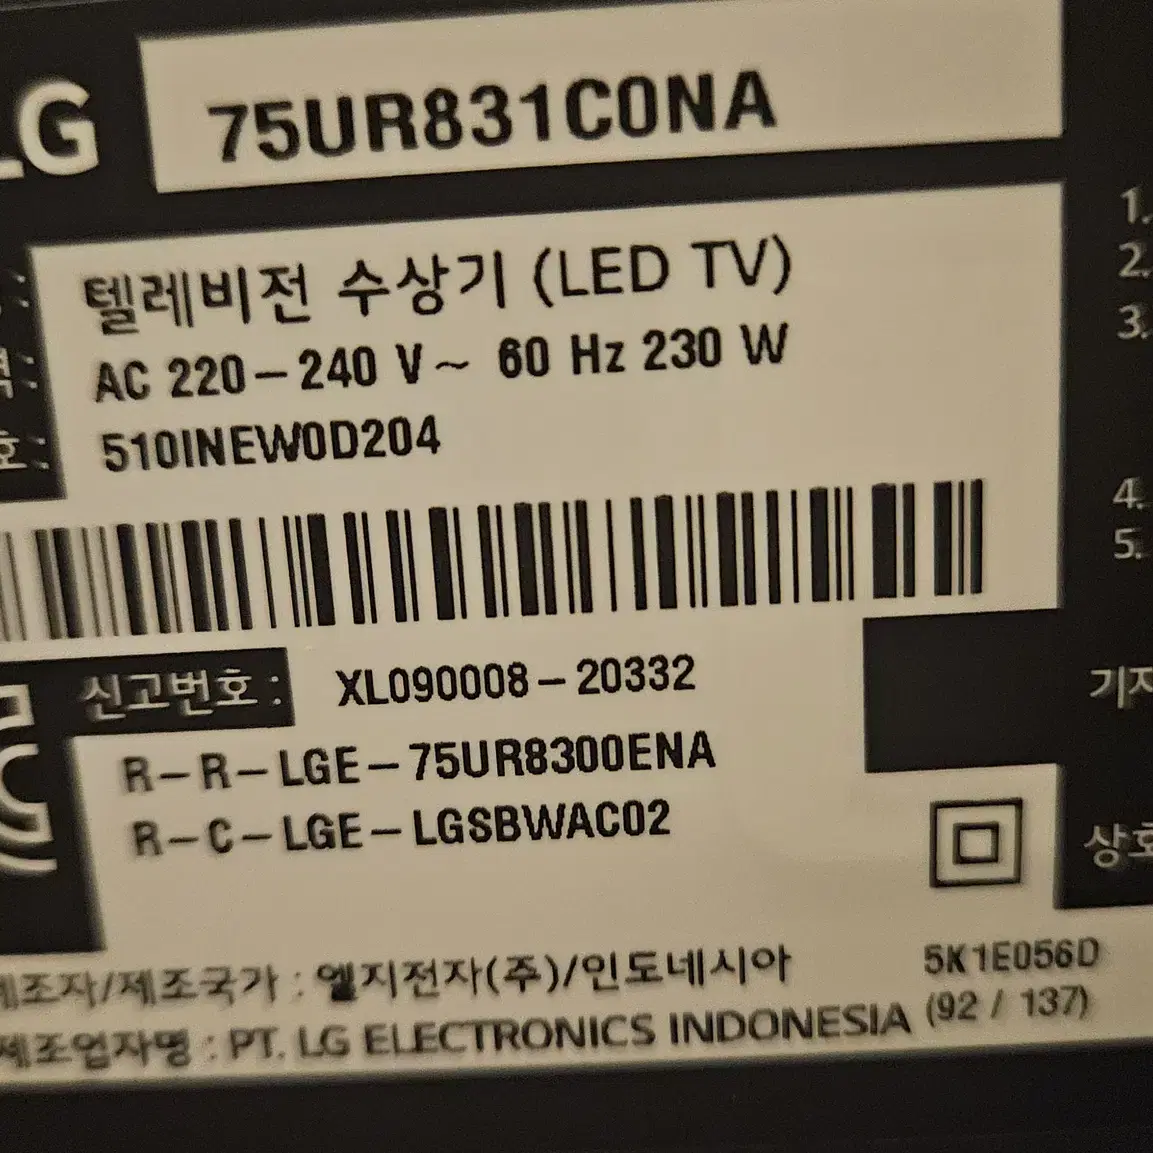 LG 75UR831C0NA
텔레비전 수상기 (LED TV)
AC 220-240 V~ 60 Hz 230 W
호: 510INEW0D204
신고번호: XL090008-20332
R-R-LGE-75UR8300ENA
R-C-LGE-LGSBWAC02
제조자/제조국가 : 엘지전자(주)/인도네시아
제조업자명 : PT. LG ELECTRONICS INDONESIA
5K1E056D
(92 / 137)
1.
2.
3.
4.
5.
기자
상호